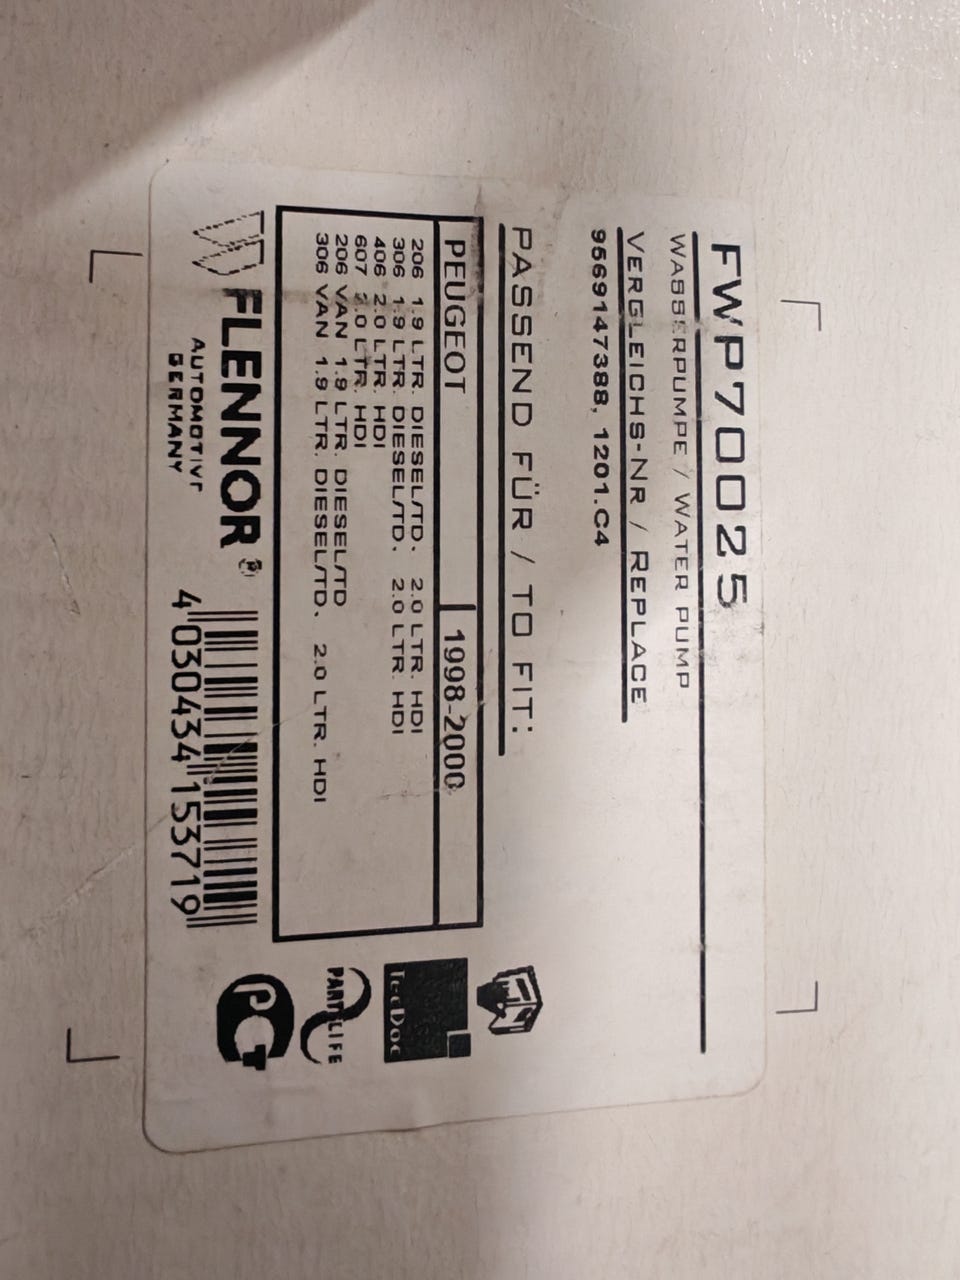 FWP70025
WASSERPUMPE / WATER PUMP
VERGLEICHS-NR / REPLACE
9569147388, 1201.C4
PASSEND FÜR / TO FIT:
PEUGEOT 1998-2000
206 1.9 LTR. DIESEL/TD. 2.0 LTR. HDI
306 1.9 LTR. DIESEL/TD. 2.0 LTR. HDI
406 2.0 LTR. HDI
607 2.0 LTR. HDI
206 VAN 1.9 LTR. DIESEL/TD
306 VAN 1.9 LTR. DIESEL/TD. 2.0 LTR. HDI
FLENNOR®
AUTOMOTIVE
GERMANY
4 030434 153719
TecDoc
PARTSLIFE
PCT